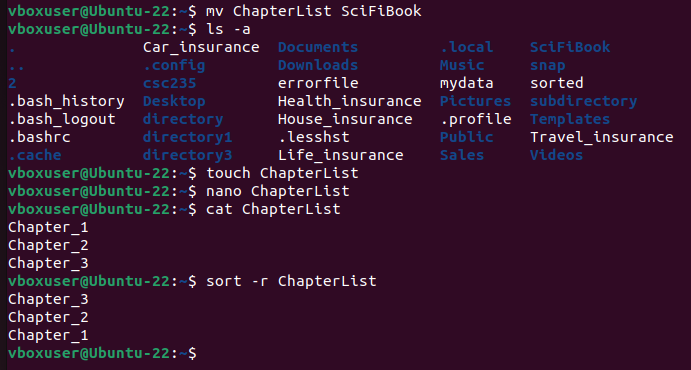 vboxuser@Ubuntu-22:~$ mv ChapterList SciFiBook
vboxuser@Ubuntu-22:~$ ls -a
. Car_insurance Documents .local SciFiBook
.. .config Downloads Music snap
2 csc235 errorfile mydata sorted
.bash_history Desktop Health_insurance Pictures subdirectory
.bash_logout directory House_insurance .profile Templates
.bashrc directory1 .lesshst Public Travel_insurance
.cache directory3 Life_insurance Sales Videos
vboxuser@Ubuntu-22:~$ touch ChapterList
vboxuser@Ubuntu-22:~$ nano ChapterList
vboxuser@Ubuntu-22:~$ cat ChapterList
Chapter_1
Chapter_2
Chapter_3
vboxuser@Ubuntu-22:~$ sort -r ChapterList
Chapter_3
Chapter_2
Chapter_1
vboxuser@Ubuntu-22:~$